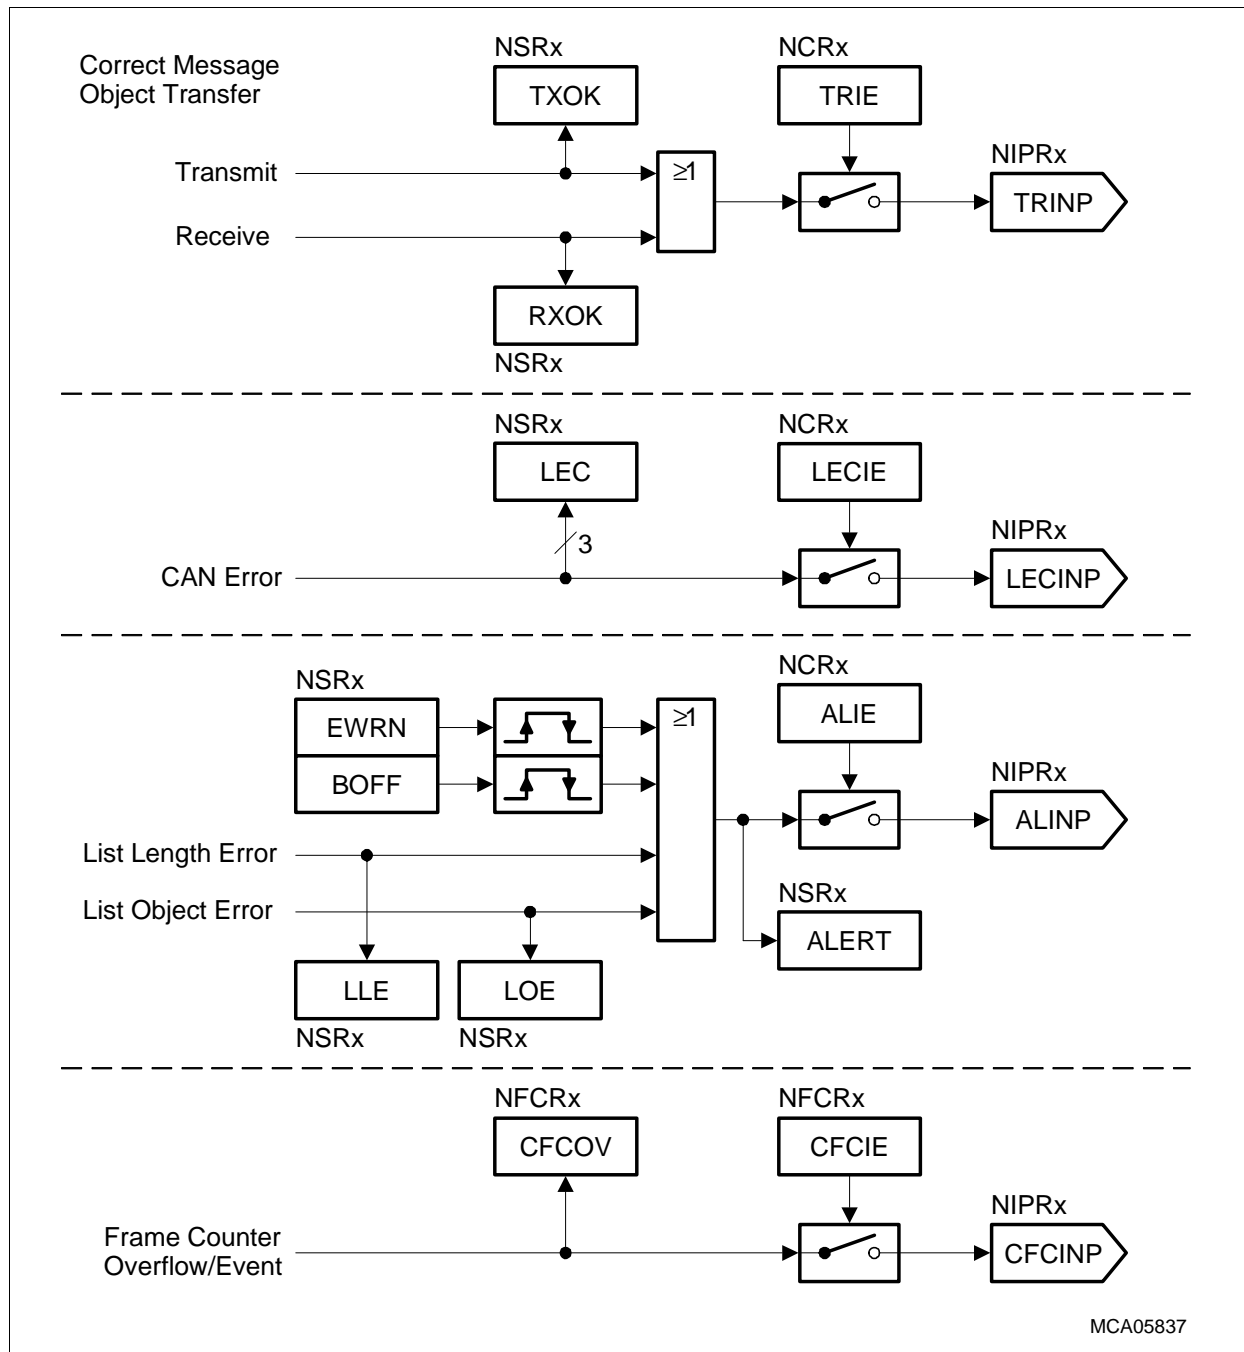 NSRx
NCRx
Correct Message
Object Transfer
TXOK
TRIE
NIPRx
Transmit
≥1
TRINP
Receive
RXOK
NSRx
NSRx
NCRx
LEC
LECIE
NIPRx
3
CAN Error
LECINP
NSRx
NCRx
EWRN
≥1
ALIE
BOFF
NIPRx
ALINP
List Length Error
NSRx
List Object Error
ALERT
LLE
LOE
NSRx
NSRx
NFCRx
NFCRx
CFCOV
CFCIE
NIPRx
Frame Counter
Overflow/Event
CFCINP
MCA05837